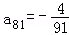 a₈₁ = - 4/91